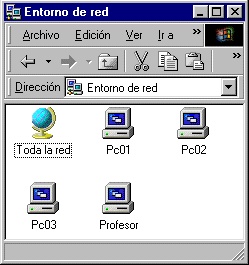 Entorno de red
Archivo Edición Ver Ir a »
Dirección Entorno de red
Toda la red Pc01 Pc02
Pc03 Profesor